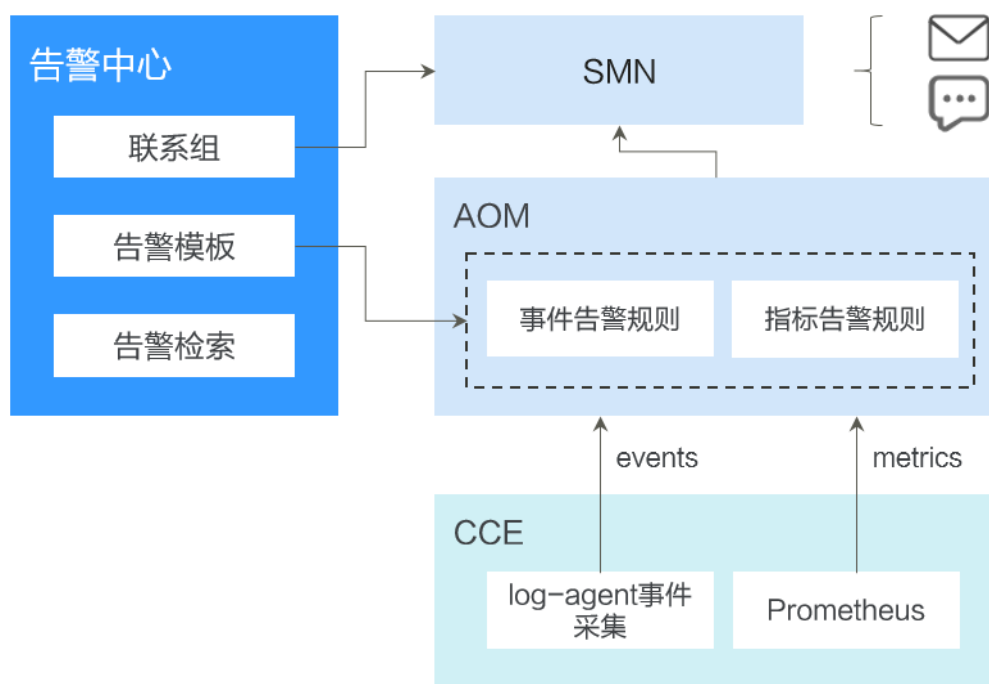 告警中心
联系组
告警模板
告警检索
SMN
AOM
事件告警规则
指标告警规则
events
metrics
CCE
log-agent事件
采集
Prometheus